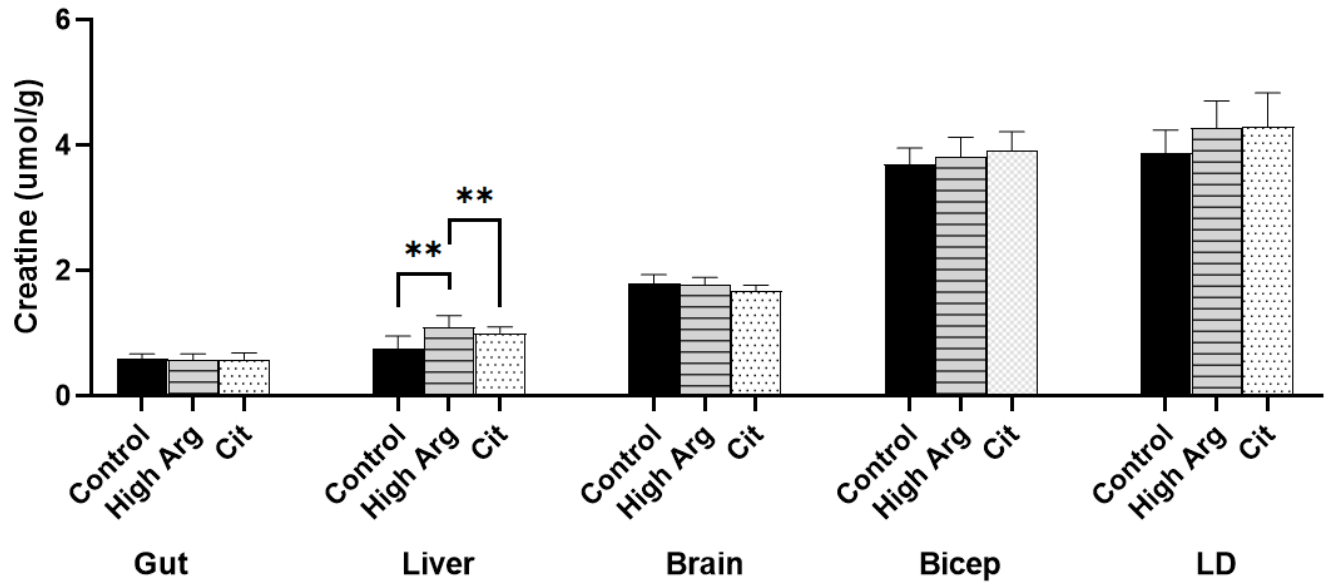 Creatine (umol/g)
6
4
2
0
**
**
Control
High Arg
Cit
Control
High Arg
Cit
Control
High Arg
Cit
Control
High Arg
Cit
Control
High Arg
Cit
Gut
Liver
Brain
Bicep
LD